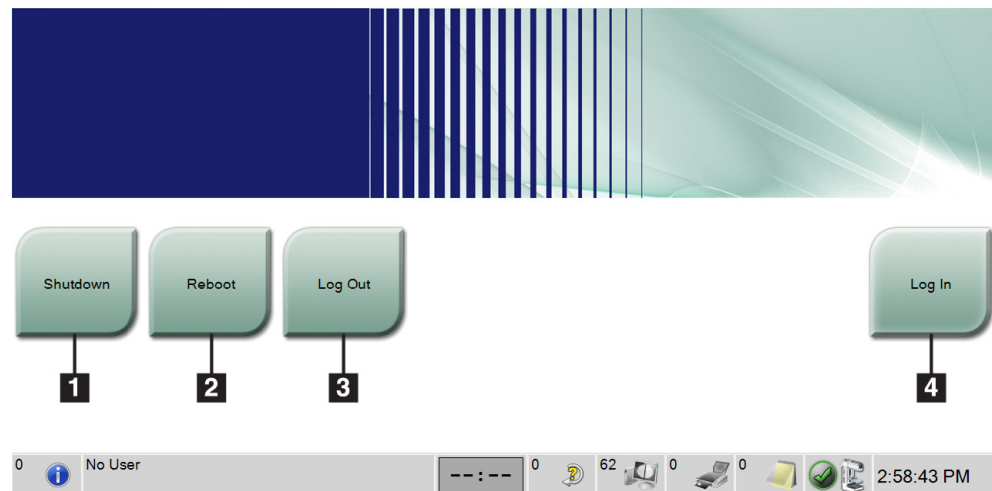 Shutdown
Reboot
Log Out
Log In
1
2
3
4
0
No User
--:--
0
62
0
0
2:58:43 PM